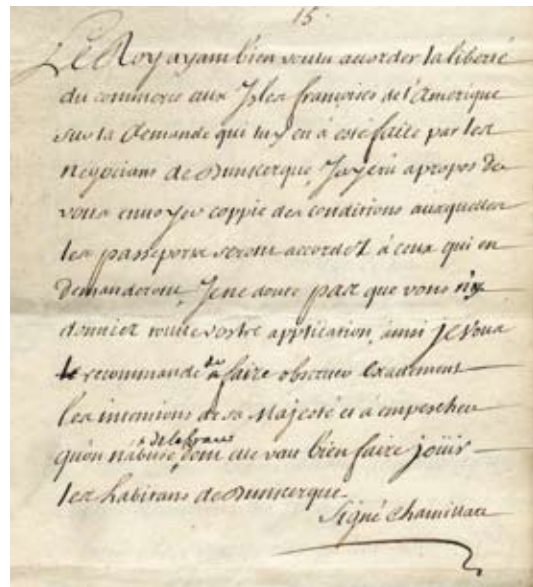 15.
Le Roy ayant bien voulu accorder la liberté
du commerce aux Isles françoises de l'Amerique
sur la demande qui luy en à esté faite par les
negocians de Dunkerque, J'ay crû apropos de
vous envoyer coppie des conditions auxquelles
les passeports seront accordez à ceux qui en
demanderont, Je ne doute pas que vous n'y
donniez toute vostre application, ainsi je vous
recommande de faire observer exactement
les intentions de sa Majesté et à empescher
qu'on n'abuse de la grace dont elle veut bien faire joüir
les habitans de Dunkerque.
Signé Chamillart